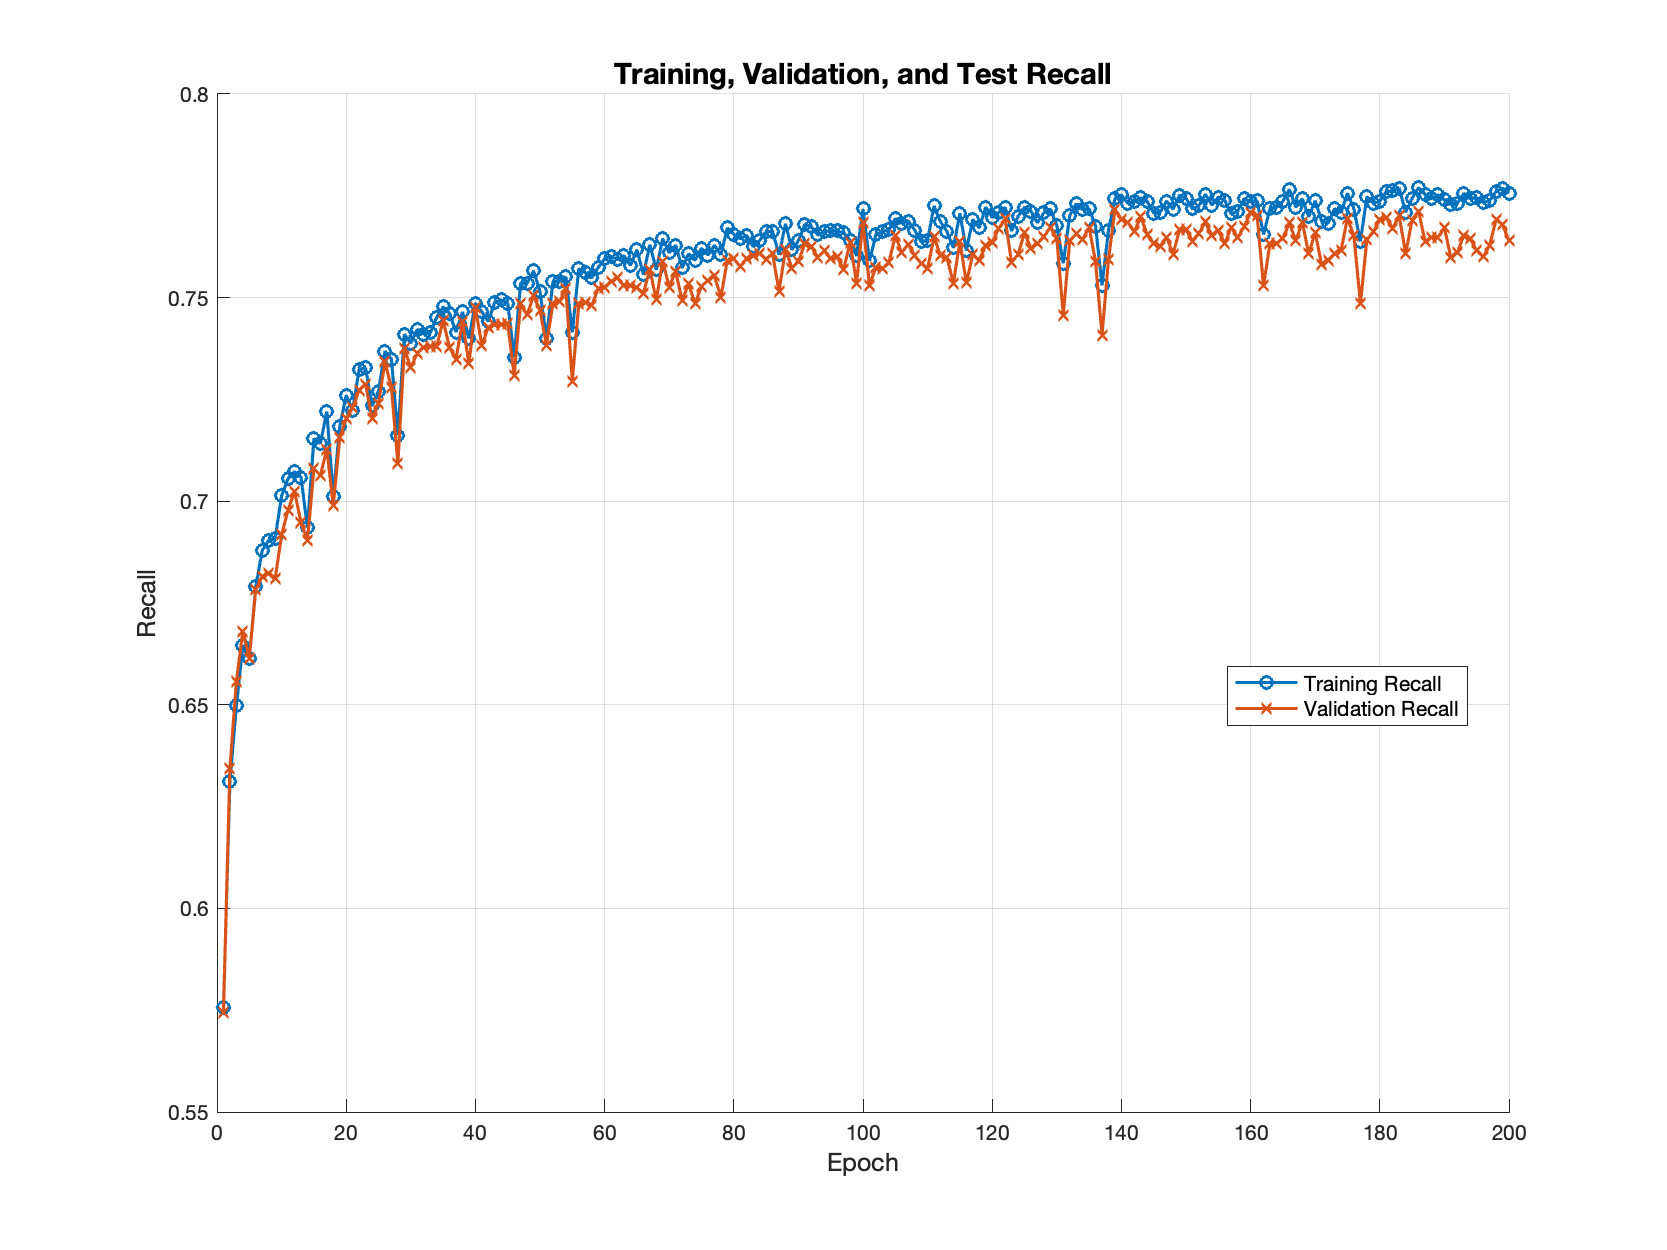 Training, Validation, and Test Recall
0.8
0.75
0.7
0.65
0.6
0.55
Recall
Training Recall
Validation Recall
0 20 40 60 80 100 120 140 160 180 200
Epoch